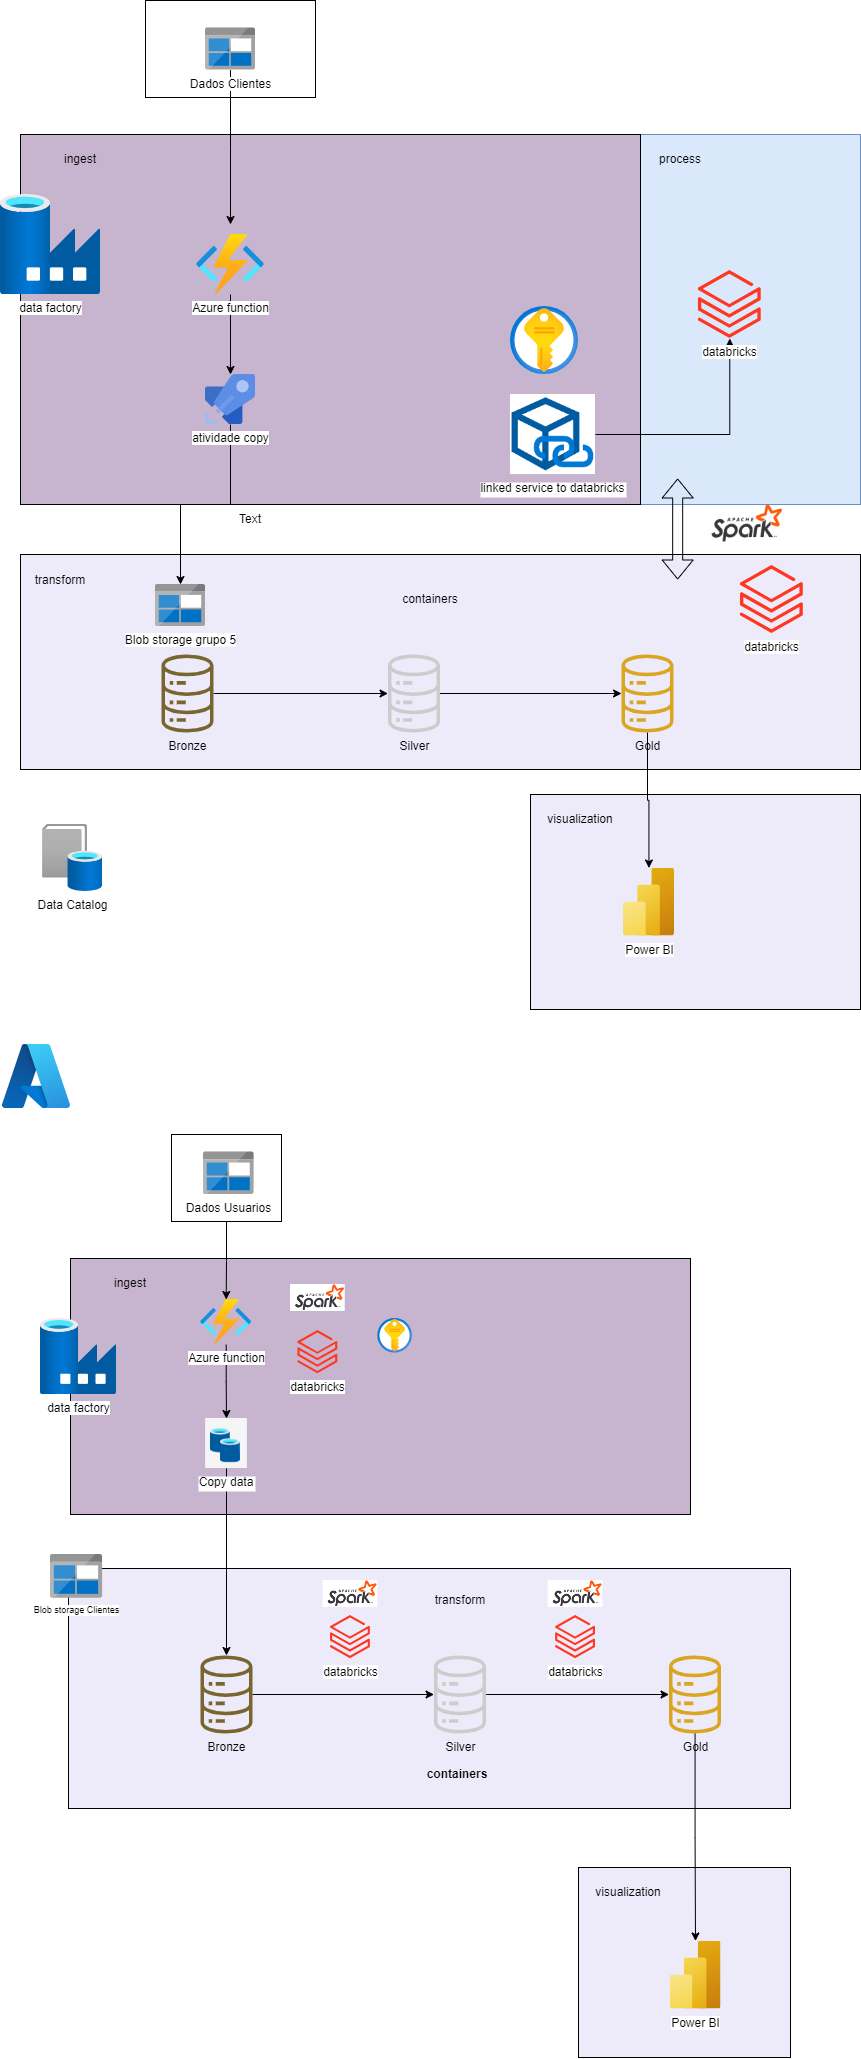 Dados Clientes
ingest
process
data factory
Azure function
databricks
atividade copy
linked service to databricks
Text
APACHE
Spark
transform
containers
Blob storage grupo 5
databricks
Bronze
Silver
Gold
visualization
Data Catalog
Power BI
Dados Usuarios
ingest
APACHE
Spark
Azure function
databricks
data factory
Copy data
Blob storage Clientes
APACHE
Spark
transform
APACHE
Spark
databricks
databricks
Bronze
Silver
Gold
containers
visualization
Power BI